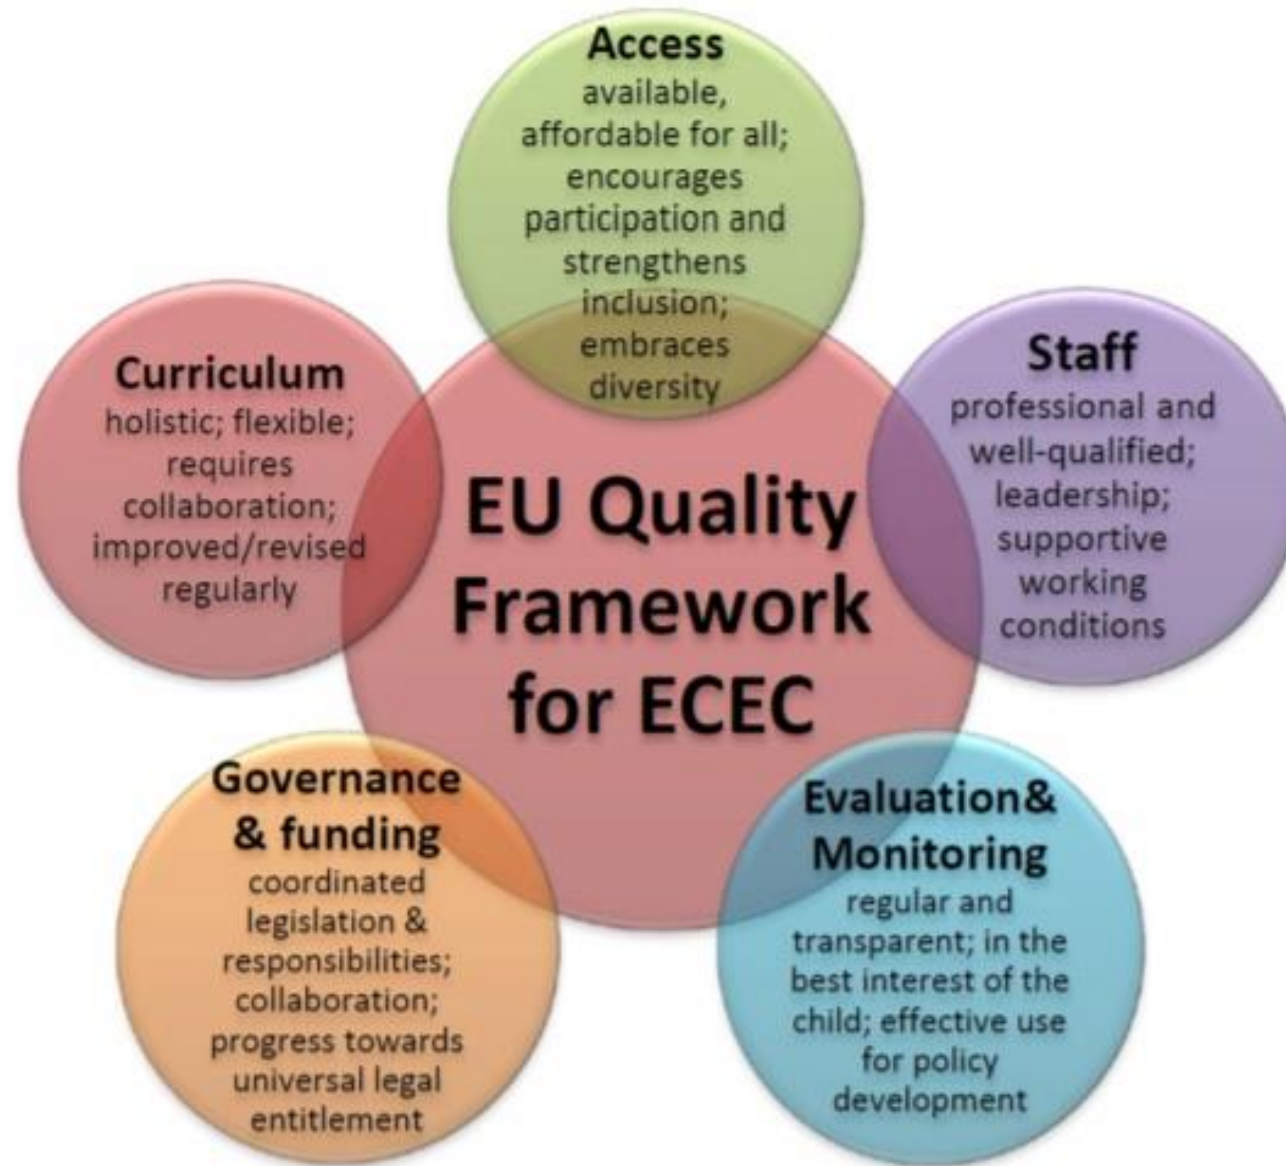 Access
available,
affordable for all;
encourages
participation and
strengthens
inclusion;
embraces
diversity
Curriculum
holistic; flexible;
requires
collaboration;
improved/revised
regularly
Staff
professional and
well-qualified;
leadership;
supportive
working
conditions
EU Quality
Framework
for ECEC
Governance
& funding
coordinated
legislation &
responsibilities;
collaboration;
progress towards
universal legal
entitlement
Evaluation&
Monitoring
regular and
transparent; in the
best interest of the
child; effective use
for policy
development